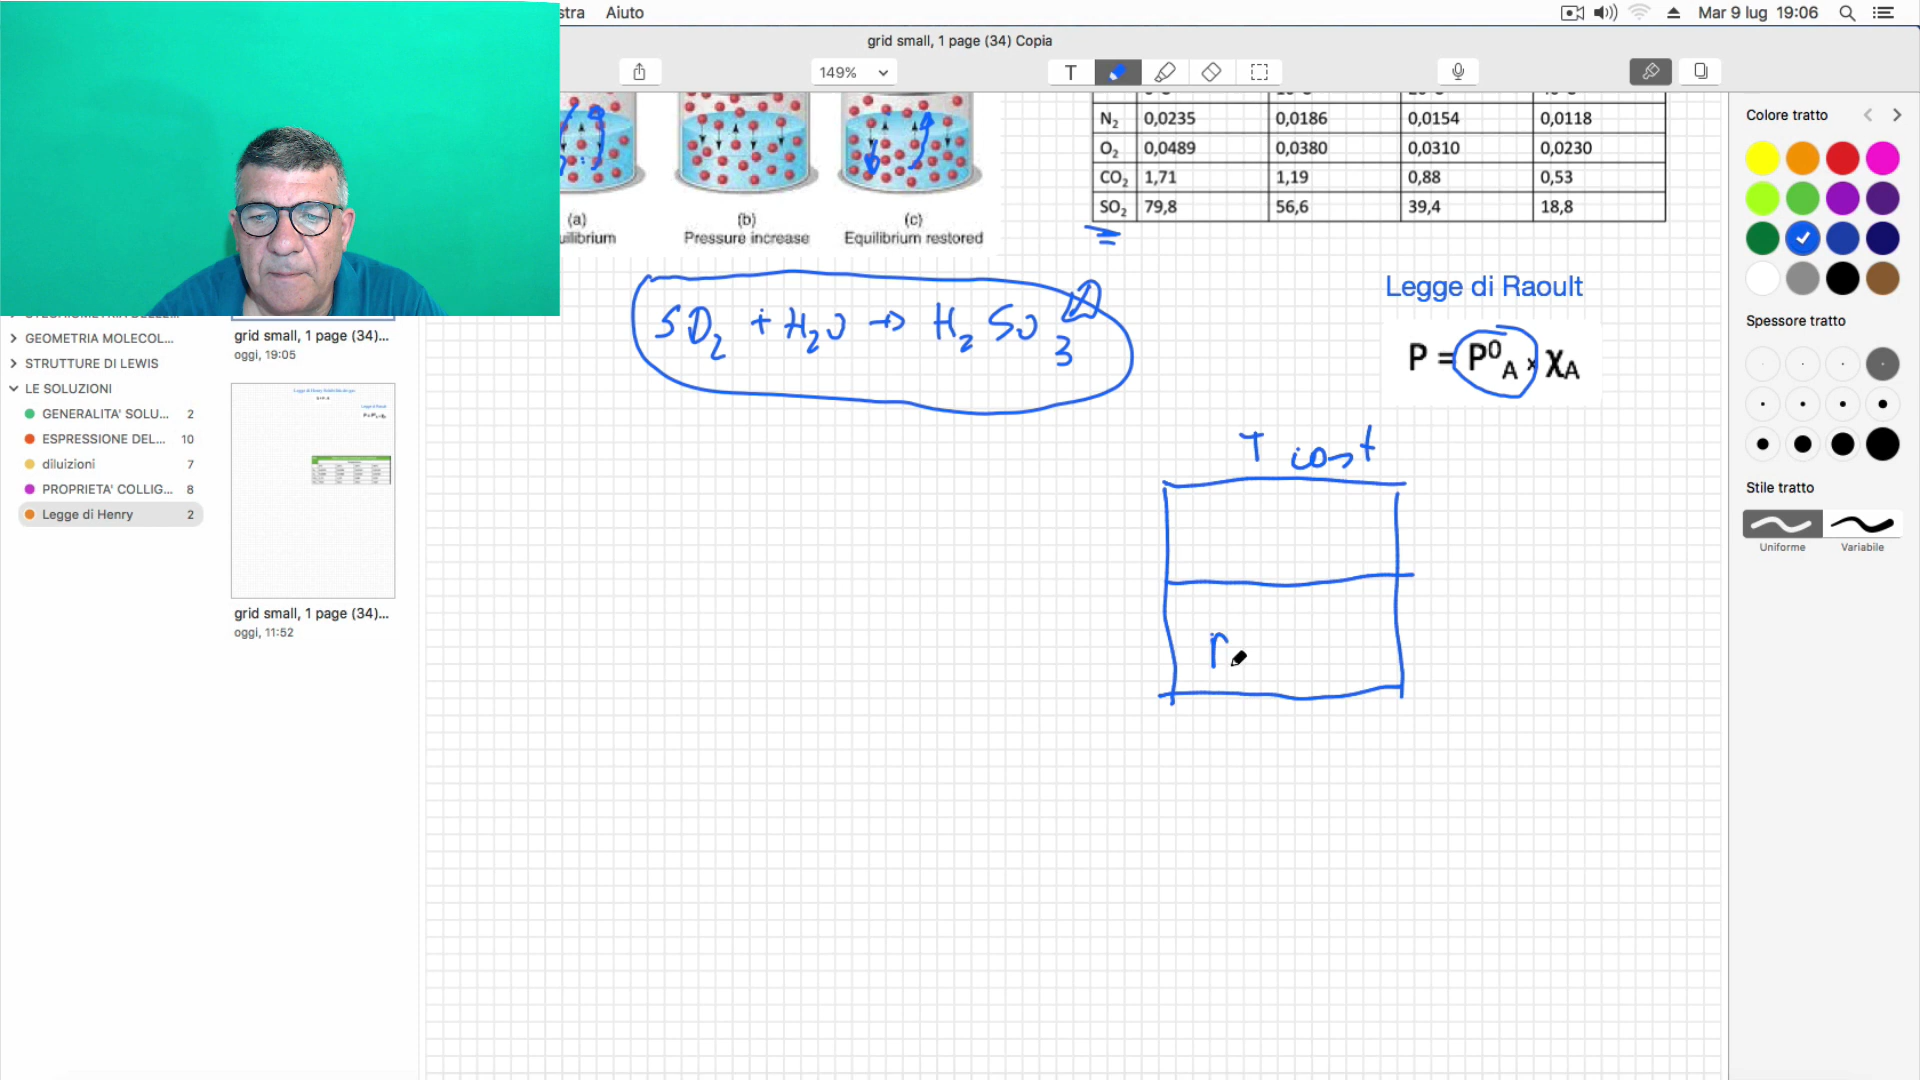 stra Aiuto Mar 9 lug 19:06
grid small, 1 page (34) Copia
149% T
Colore tratto
Spessore tratto
Stile tratto
Uniforme Variabile
GEOMETRIA MOLECOL...
STRUTTURE DI LEWIS
LE SOLUZIONI
GENERALITA' SOLU... 2
ESPRESSIONE DEL... 10
diluizioni 7
PROPRIETA' COLLIG... 8
Legge di Henry 2
grid small, 1 page (34)...
oggi, 19:05
grid small, 1 page (34)...
oggi, 11:52
(a) (b) (c)
uilibrium Pressure increase Equilibrium restored
N₂ 0,0235 0,0186 0,0154 0,0118
O₂ 0,0489 0,0380 0,0310 0,0230
CO₂ 1,71 1,19 0,88 0,53
SO₂ 79,8 56,6 39,4 18,8
SO₂ + H₂O → H₂SO₃
Legge di Raoult
P = P⁰A × χA
T cost